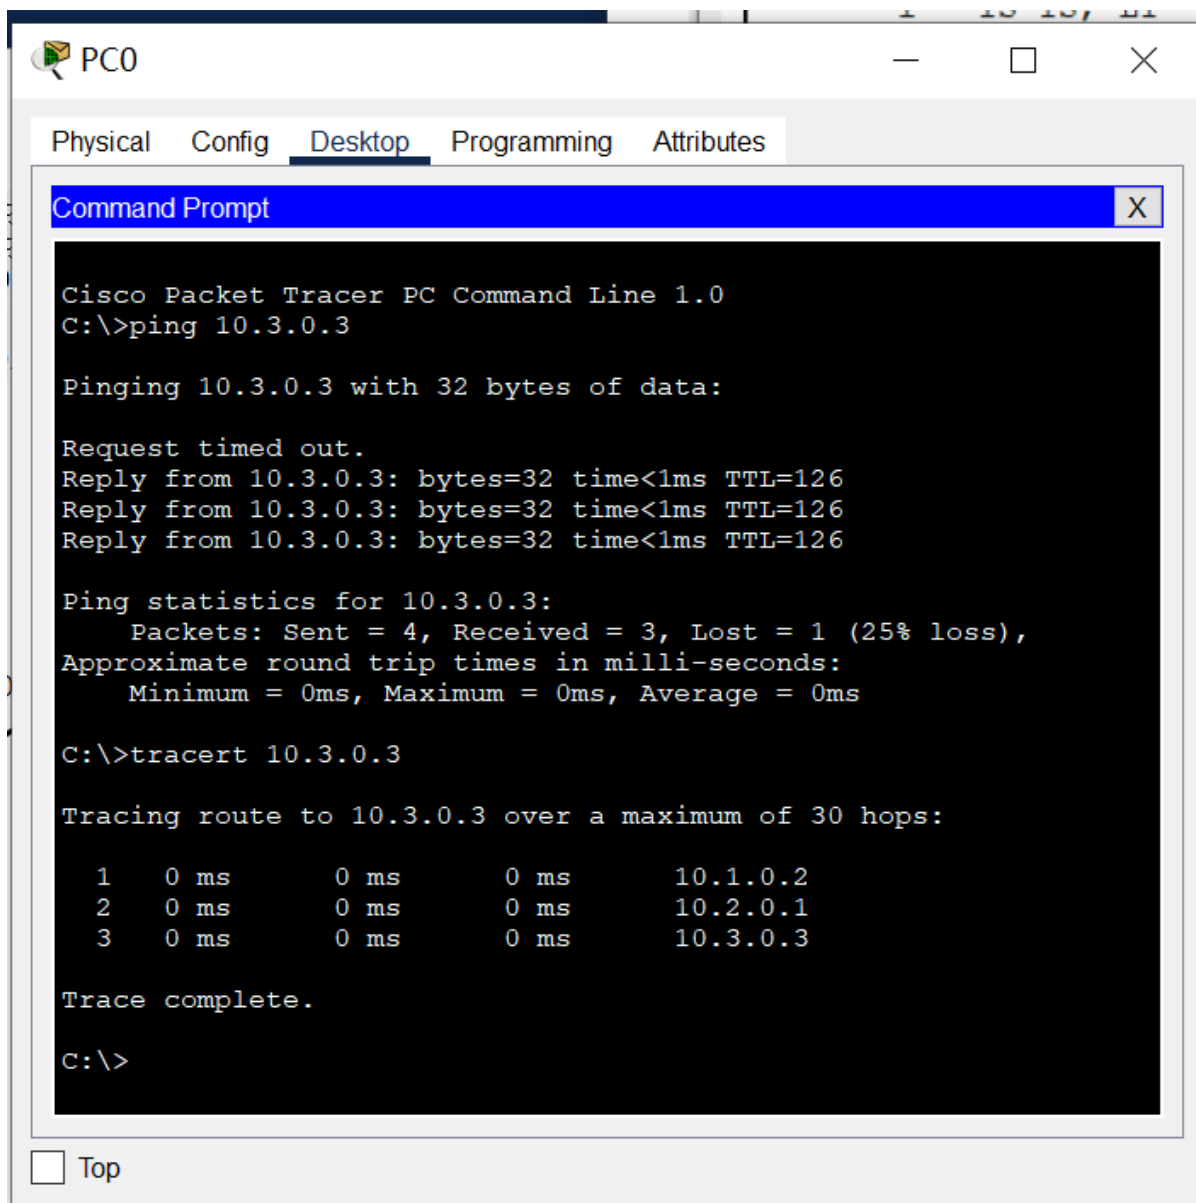 PC0
Physical Config Desktop Programming Attributes
Command Prompt X
Cisco Packet Tracer PC Command Line 1.0
C:\>ping 10.3.0.3
Pinging 10.3.0.3 with 32 bytes of data:
Request timed out.
Reply from 10.3.0.3: bytes=32 time<1ms TTL=126
Reply from 10.3.0.3: bytes=32 time<1ms TTL=126
Reply from 10.3.0.3: bytes=32 time<1ms TTL=126
Ping statistics for 10.3.0.3:
Packets: Sent = 4, Received = 3, Lost = 1 (25% loss),
Approximate round trip times in milli-seconds:
Minimum = 0ms, Maximum = 0ms, Average = 0ms
C:\>tracert 10.3.0.3
Tracing route to 10.3.0.3 over a maximum of 30 hops:
1 0 ms 0 ms 0 ms 10.1.0.2
2 0 ms 0 ms 0 ms 10.2.0.1
3 0 ms 0 ms 0 ms 10.3.0.3
Trace complete.
C:\>
Top